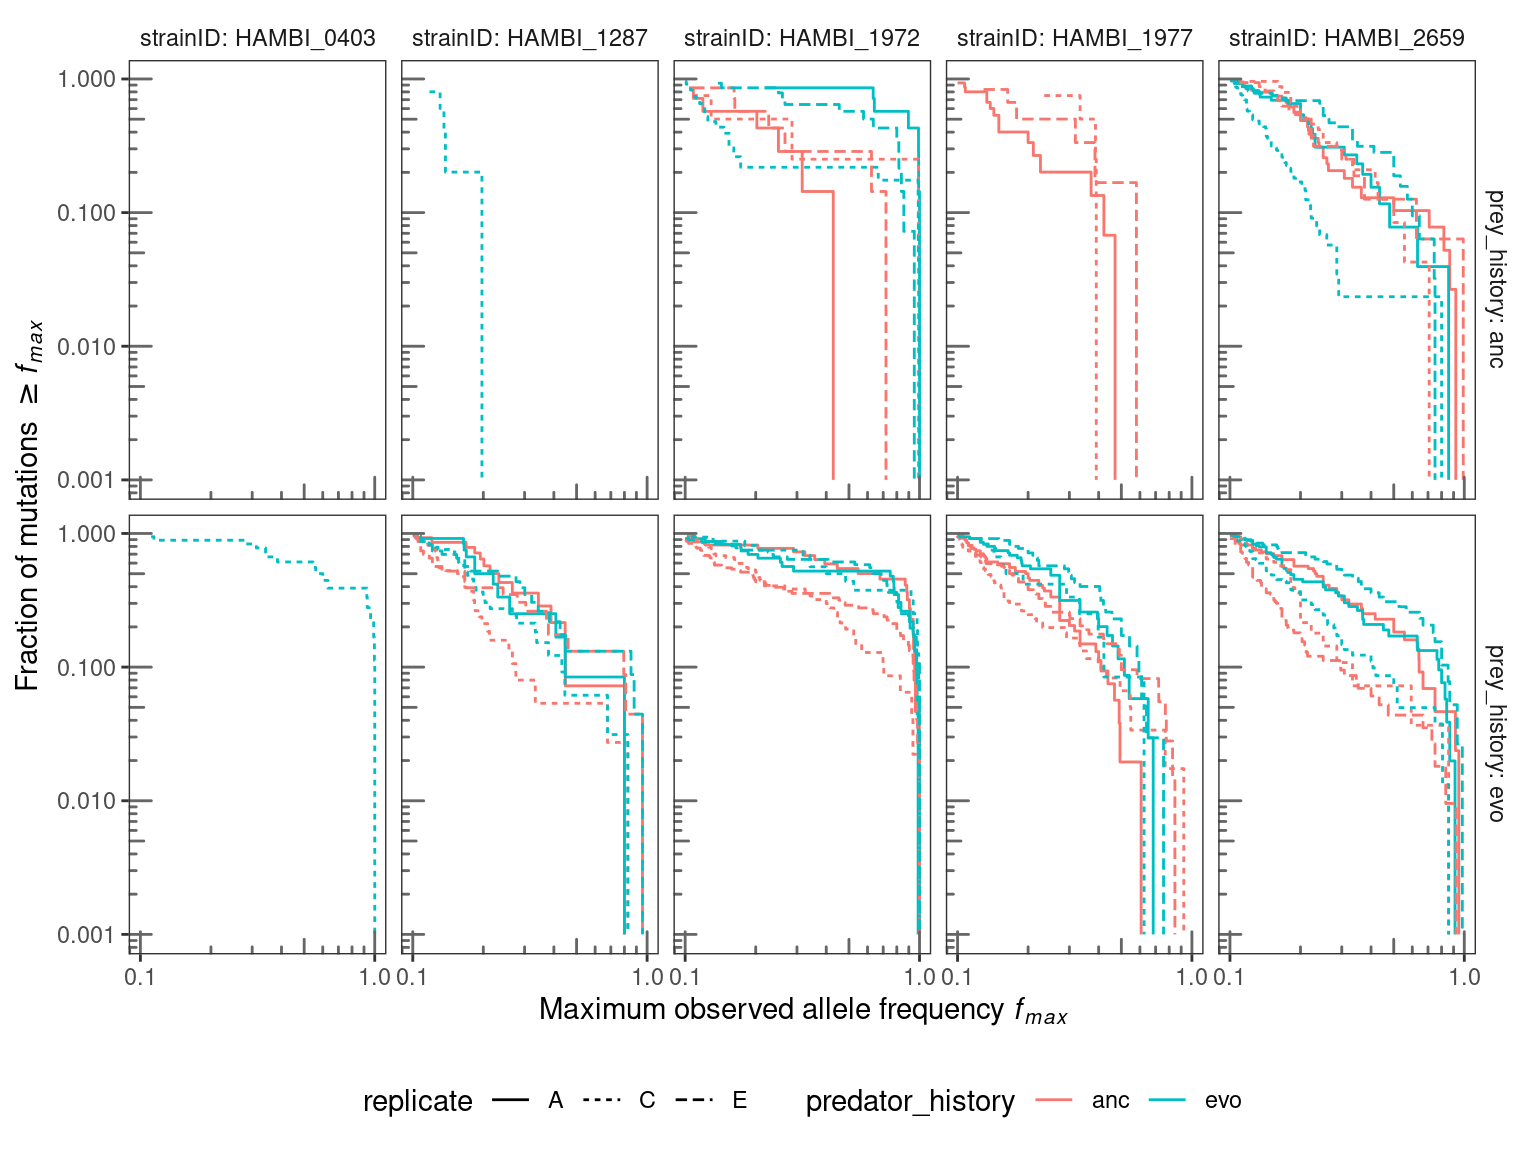 strainID: HAMBI_0403 strainID: HAMBI_1287 strainID: HAMBI_1972 strainID: HAMBI_1977 strainID: HAMBI_2659
1.000
0.100
0.010
0.001
prey_history: anc
1.000
0.100
0.010
0.001
prey_history: evo
Fraction of mutations ≥ fmax
0.1 1.0 0.1 1.0 0.1 1.0 0.1 1.0 0.1 1.0
Maximum observed allele frequency fmax
replicate A C E predator_history anc evo